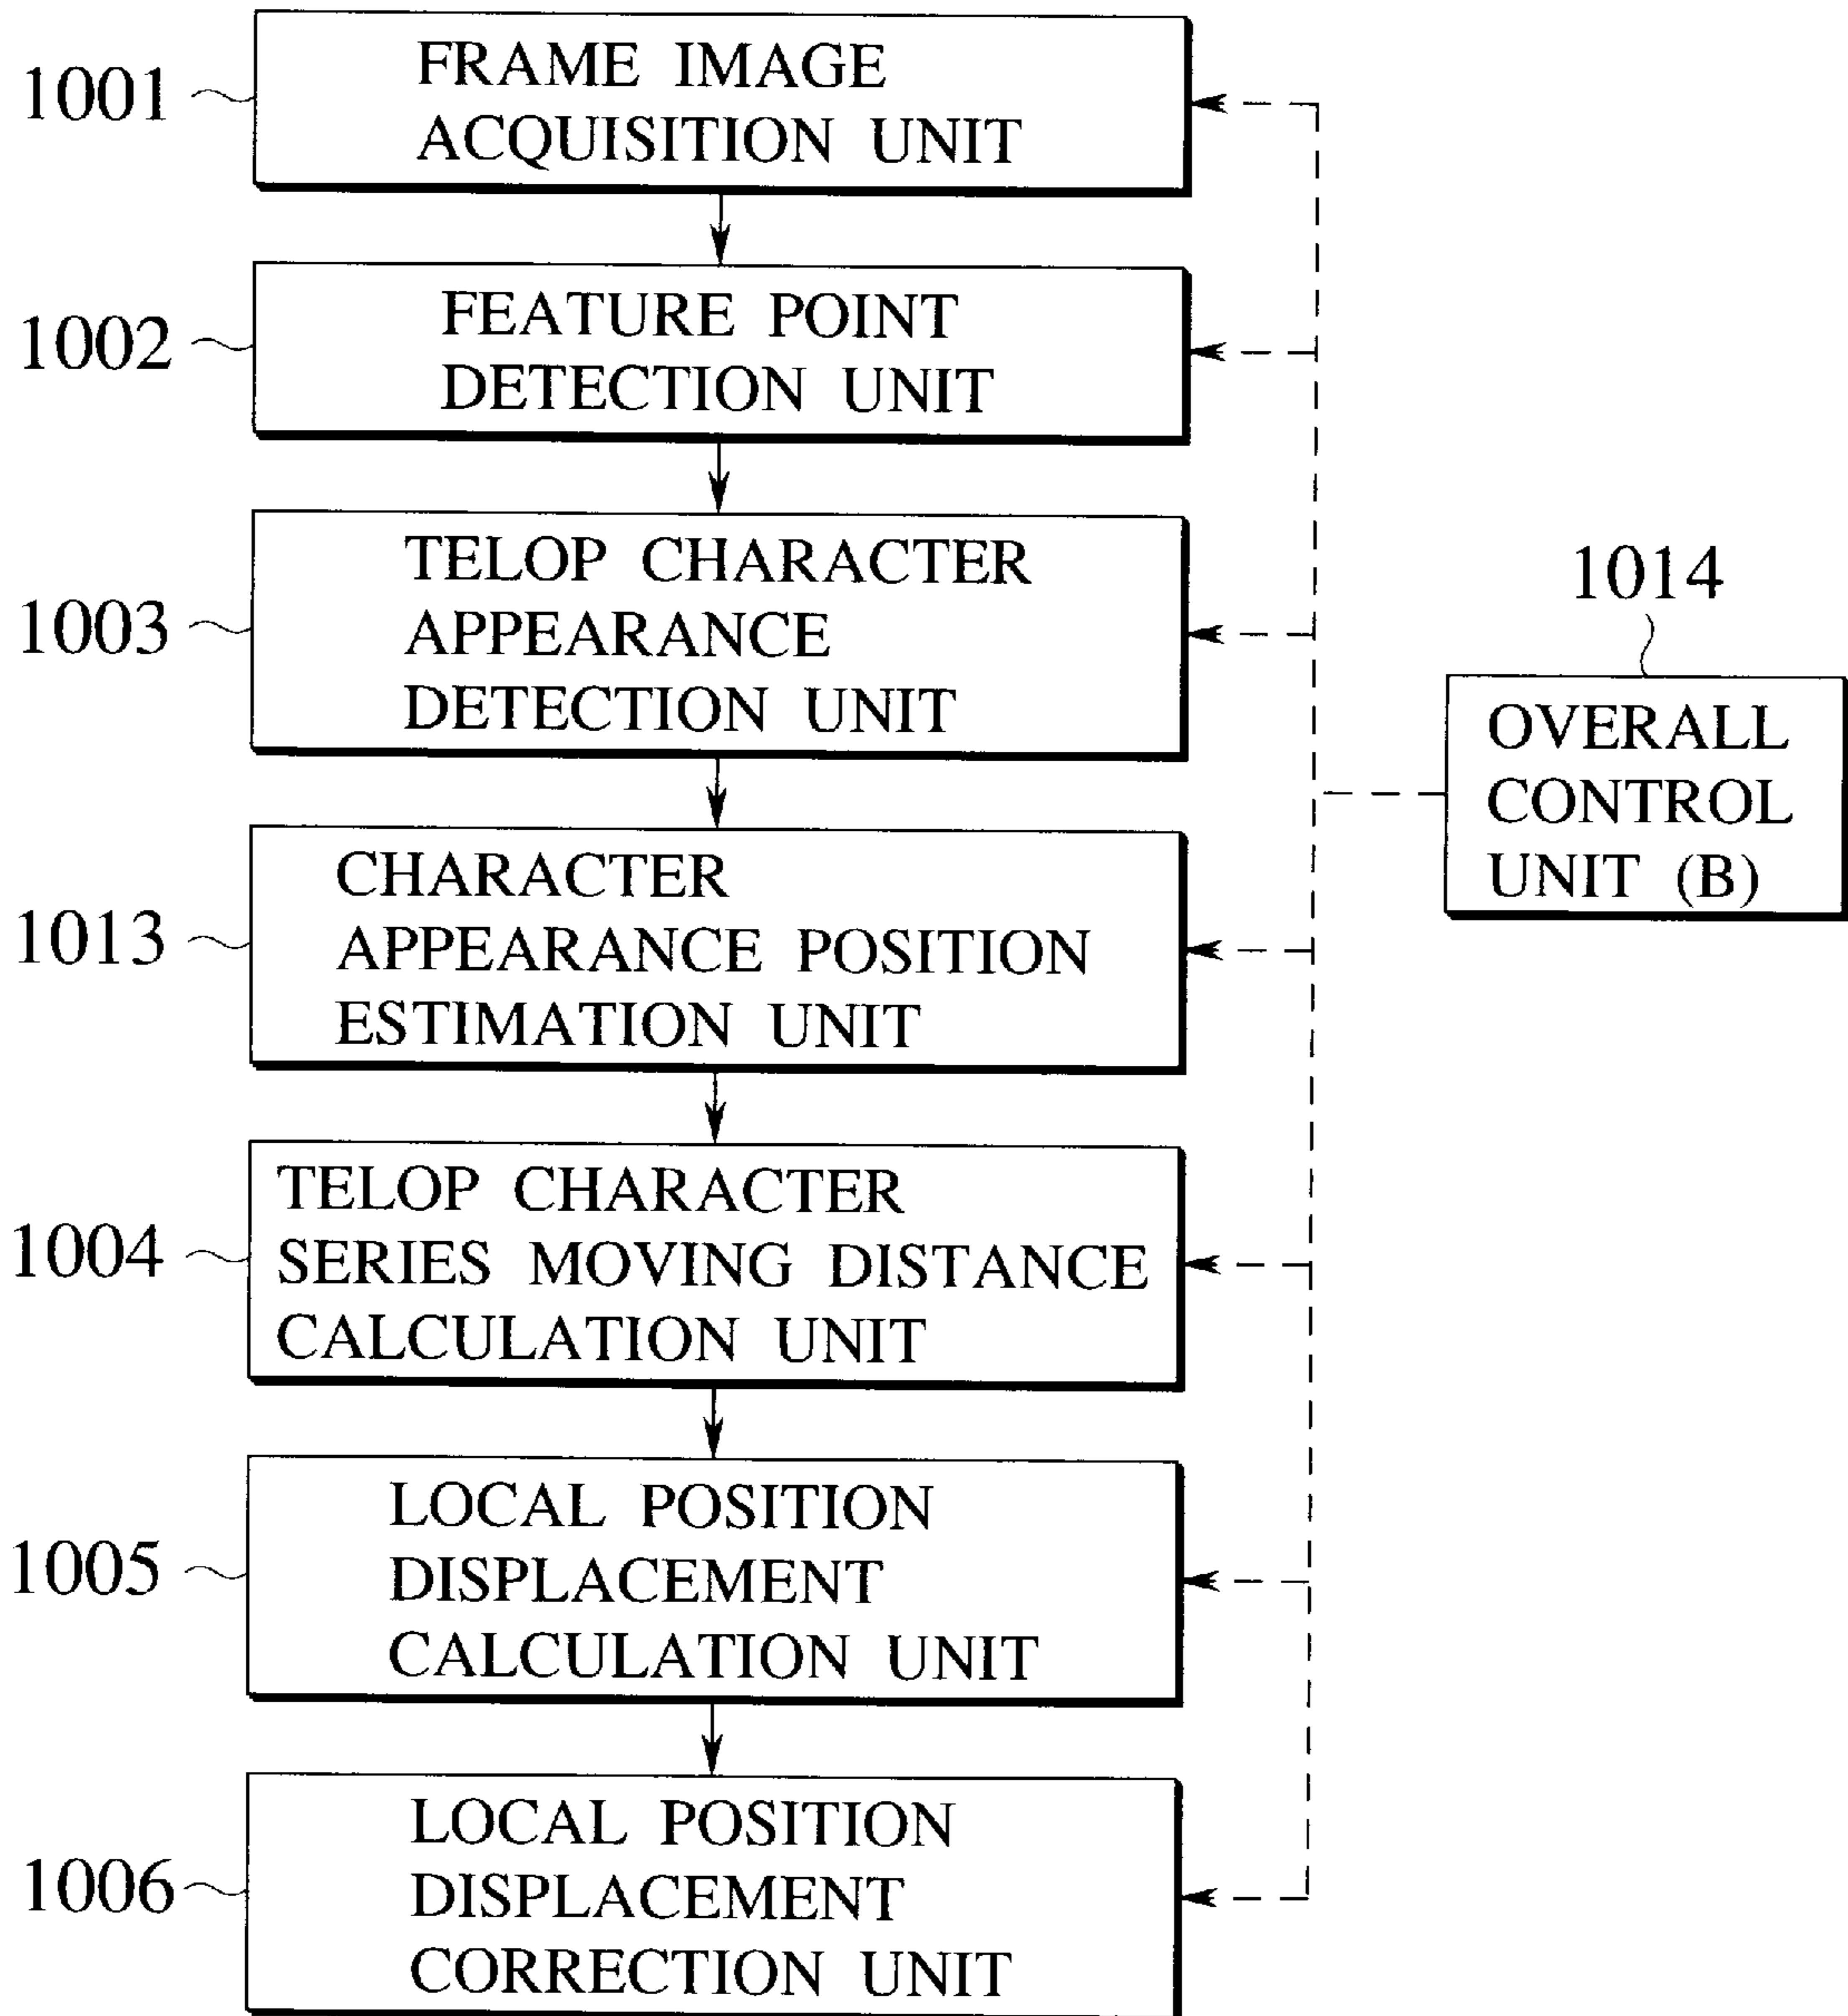 1001
FRAME IMAGE
ACQUISITION UNIT
1002
FEATURE POINT
DETECTION UNIT
1003
TELOP CHARACTER
APPEARANCE
DETECTION UNIT
1014
OVERALL
CONTROL
UNIT (B)
1013
CHARACTER
APPEARANCE POSITION
ESTIMATION UNIT
1004
TELOP CHARACTER
SERIES MOVING DISTANCE
CALCULATION UNIT
1005
LOCAL POSITION
DISPLACEMENT
CALCULATION UNIT
1006
LOCAL POSITION
DISPLACEMENT
CORRECTION UNIT